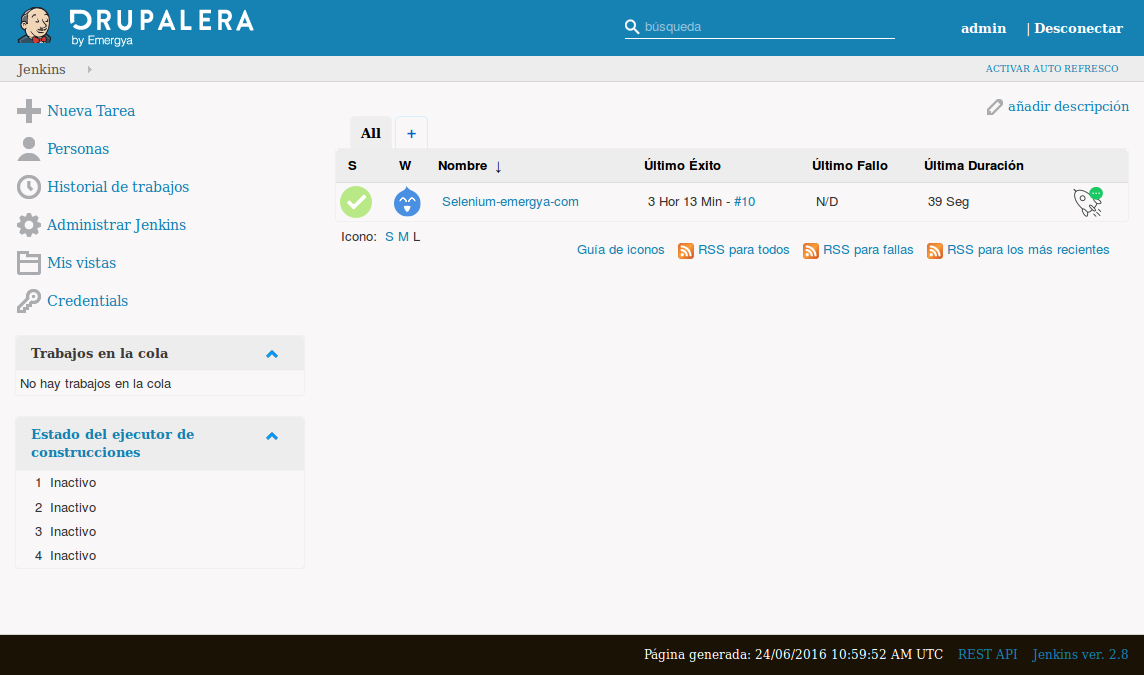 DRUPALERA
by Emergya
búsqueda
admin | Desconectar
Jenkins
ACTIVAR AUTO REFRESCO
Nueva Tarea
Personas
Historial de trabajos
Administrar Jenkins
Mis vistas
Credentials
Trabajos en la cola
No hay trabajos en la cola
Estado del ejecutor de
construcciones
1 Inactivo
2 Inactivo
3 Inactivo
4 Inactivo
añadir descripción
All +
S W Nombre ↓ Último Éxito Último Fallo Última Duración
Selenium-emergya-com 3 Hor 13 Min - #10 N/D 39 Seg
Icono: S M L
Guía de iconos RSS para todos RSS para fallas RSS para los más recientes
Página generada: 24/06/2016 10:59:52 AM UTC REST API Jenkins ver. 2.8